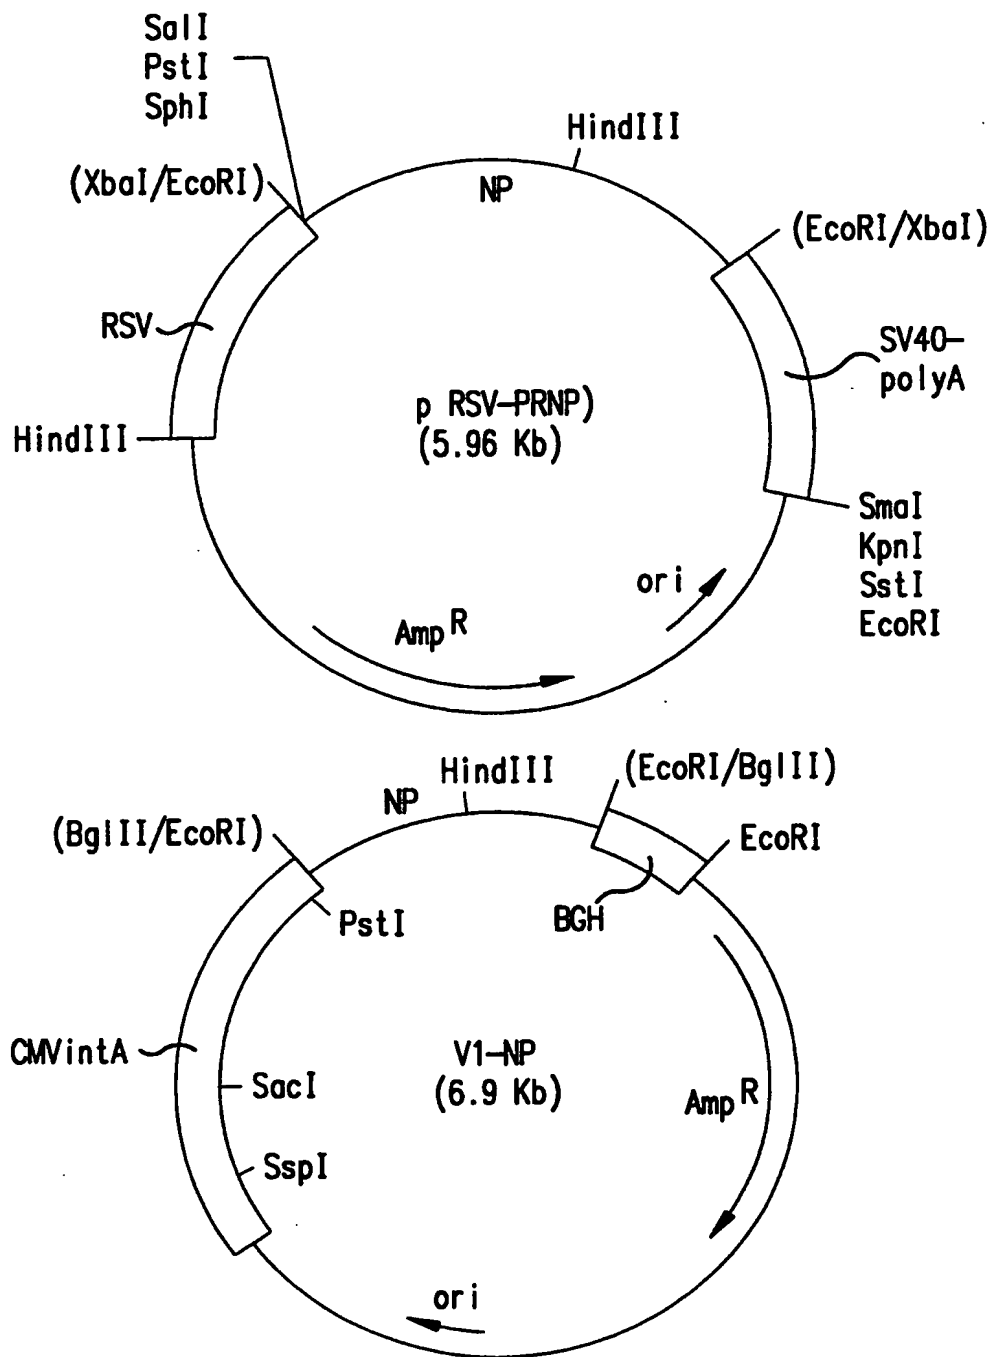 SalI
PstI
SphI
HindIII
(XbaI/EcoRI)
NP
(EcoRI/XbaI)
RSV
SV40-
polyA
p RSV-PRNP)
(5.96 Kb)
HindIII
SmaI
KpnI
SstI
EcoRI
ori
Amp R
HindIII
(EcoRI/BglII)
NP
(BglII/EcoRI)
EcoRI
PstI
BGH
CMVintA
V1-NP
(6.9 Kb)
SacI
Amp R
SspI
ori